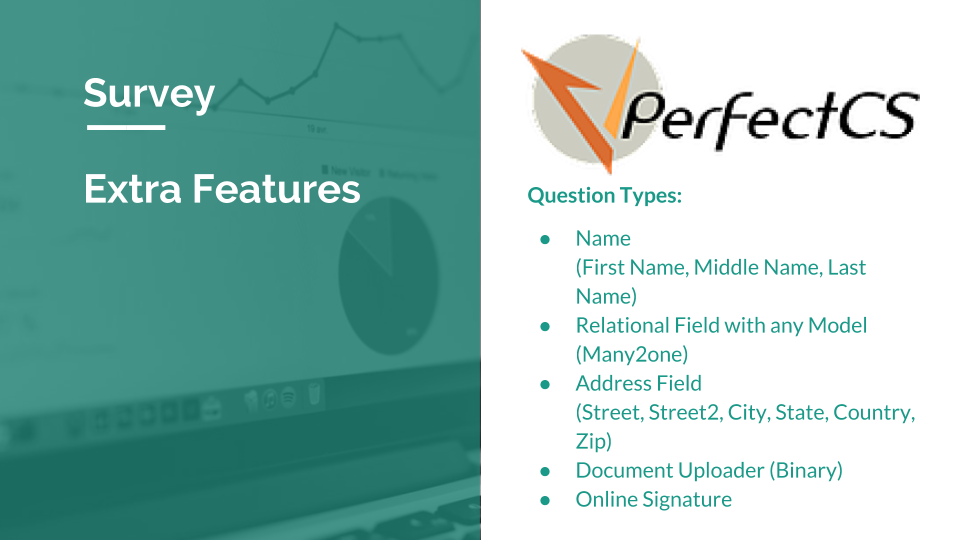 Survey
Extra Features
PerfectCS
Question Types:
● Name
(First Name, Middle Name, Last
Name)
● Relational Field with any Model
(Many2one)
● Address Field
(Street, Street2, City, State, Country,
Zip)
● Document Uploader (Binary)
● Online Signature